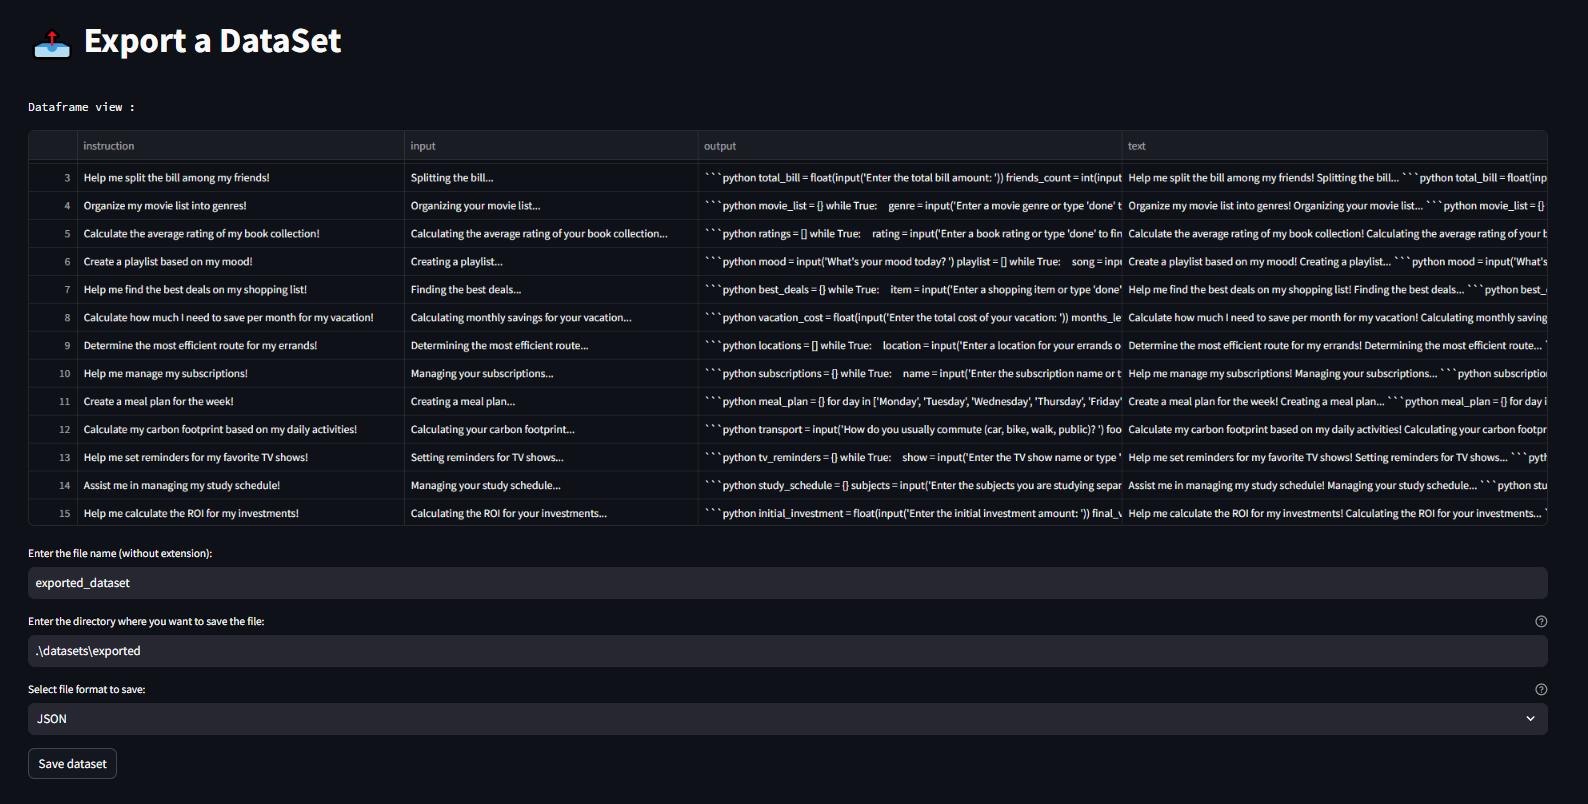 Export a DataSet
Dataframe view :
instruction input output text
3 Help me split the bill among my friends! Splitting the bill... ```python total_bill = float(input('Enter the total bill amount: ')) friends_count = int(input Help me split the bill among my friends! Splitting the bill... ```python total_bill = float(inp
4 Organize my movie list into genres! Organizing your movie list... ```python movie_list = {} while True: genre = input('Enter a movie genre or type 'done' t Organize my movie list into genres! Organizing your movie list... ```python movie_list = {}
5 Calculate the average rating of my book collection! Calculating the average rating of your book collection... ```python ratings = [] while True: rating = input('Enter a book rating or type 'done' to fin Calculate the average rating of my book collection! Calculating the average rating of your b
6 Create a playlist based on my mood! Creating a playlist... ```python mood = input('What's your mood today? ') playlist = [] while True: song = inpu Create a playlist based on my mood! Creating a playlist... ```python mood = input('What's
7 Help me find the best deals on my shopping list! Finding the best deals... ```python best_deals = {} while True: item = input('Enter a shopping item or type 'done' Help me find the best deals on my shopping list! Finding the best deals... ```python best_
8 Calculate how much I need to save per month for my vacation! Calculating monthly savings for your vacation... ```python vacation_cost = float(input('Enter the total cost of your vacation: ')) months_le Calculate how much I need to save per month for my vacation! Calculating monthly saving
9 Determine the most efficient route for my errands! Determining the most efficient route... ```python locations = [] while True: location = input('Enter a location for your errands o Determine the most efficient route for my errands! Determining the most efficient route... `
10 Help me manage my subscriptions! Managing your subscriptions... ```python subscriptions = {} while True: name = input('Enter the subscription name or t Help me manage my subscriptions! Managing your subscriptions... ```python subscriptio
11 Create a meal plan for the week! Creating a meal plan... ```python meal_plan = {} for day in ['Monday', 'Tuesday', 'Wednesday', 'Thursday', 'Friday' Create a meal plan for the week! Creating a meal plan... ```python meal_plan = {} for day i
12 Calculate my carbon footprint based on my daily activities! Calculating your carbon footprint... ```python transport = input('How do you usually commute (car, bike, walk, public)? ') foo Calculate my carbon footprint based on my daily activities! Calculating your carbon footpr
13 Help me set reminders for my favorite TV shows! Setting reminders for TV shows... ```python tv_reminders = {} while True: show = input('Enter the TV show name or type ' Help me set reminders for my favorite TV shows! Setting reminders for TV shows... ```pyth
14 Assist me in managing my study schedule! Managing your study schedule... ```python study_schedule = {} subjects = input('Enter the subjects you are studying separ Assist me in managing my study schedule! Managing your study schedule... ```python stu
15 Help me calculate the ROI for my investments! Calculating the ROI for your investments... ```python initial_investment = float(input('Enter the initial investment amount: ')) final_v Help me calculate the ROI for my investments! Calculating the ROI for your investments... `
Enter the file name (without extension):
exported_dataset
Enter the directory where you want to save the file:
.\datasets\exported
Select file format to save:
JSON
Save dataset